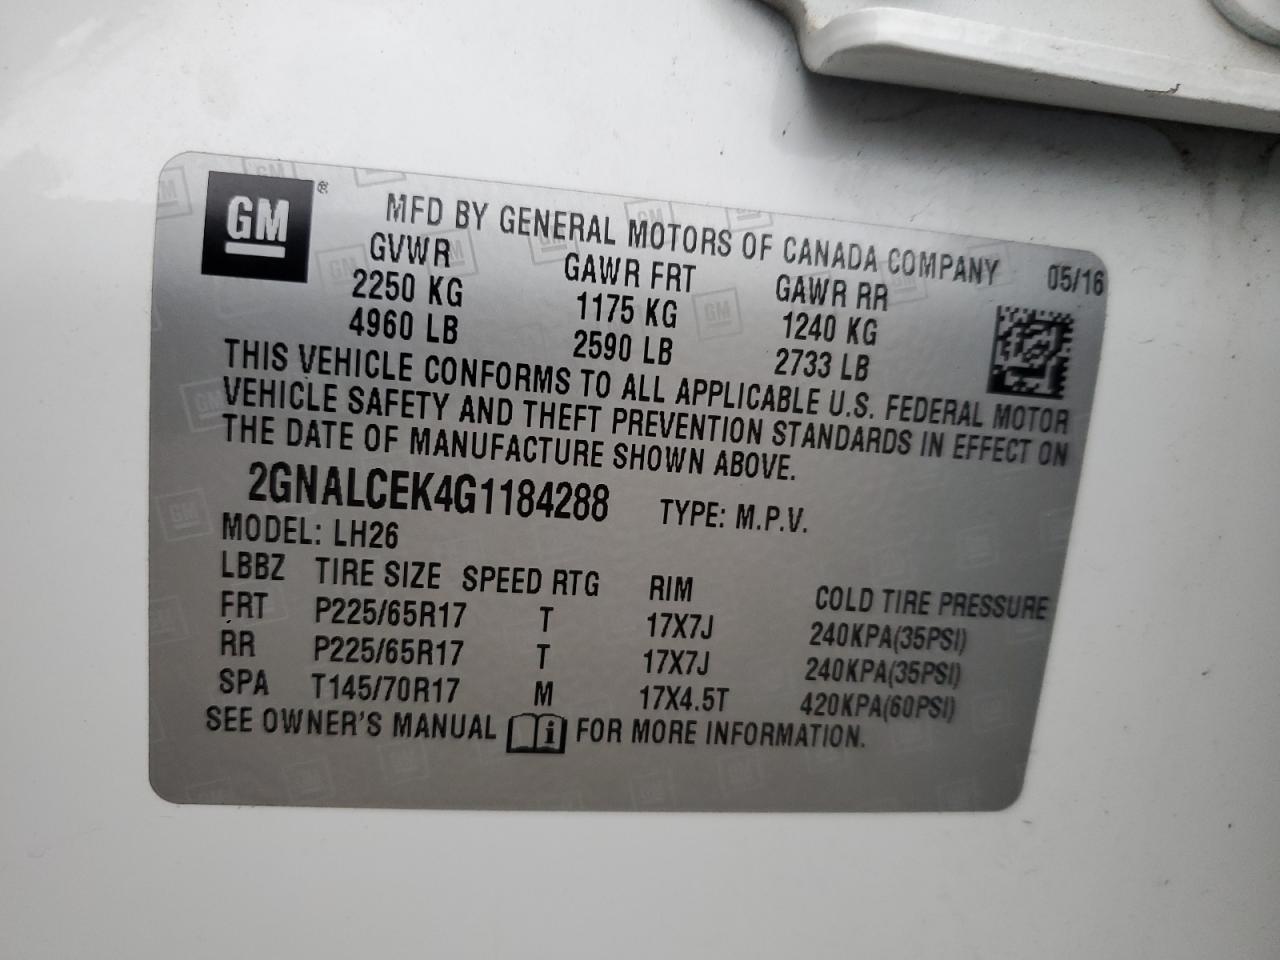 GM ®
MFD BY GENERAL MOTORS OF CANADA COMPANY 05/16
GVWR GAWR FRT GAWR RR
2250 KG 1175 KG 1240 KG
4960 LB 2590 LB 2733 LB
THIS VEHICLE CONFORMS TO ALL APPLICABLE U.S. FEDERAL MOTOR
VEHICLE SAFETY AND THEFT PREVENTION STANDARDS IN EFFECT ON
THE DATE OF MANUFACTURE SHOWN ABOVE.
2GNALCEK4G1184288 TYPE: M.P.V.
MODEL: LH26
LBBZ TIRE SIZE SPEED RTG RIM COLD TIRE PRESSURE
FRT P225/65R17 T 17X7J 240KPA(35PSI)
RR P225/65R17 T 17X7J 240KPA(35PSI)
SPA T145/70R17 M 17X4.5T 420KPA(60PSI)
SEE OWNER'S MANUAL i FOR MORE INFORMATION.